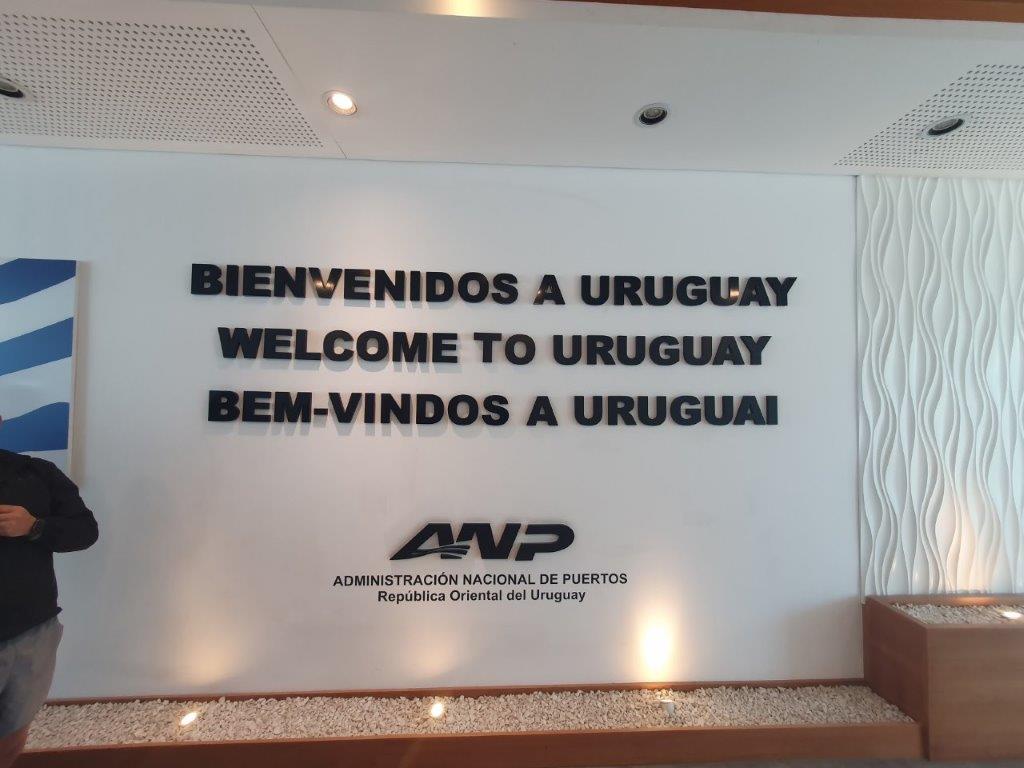 BIENVENIDOS A URUGUAY
WELCOME TO URUGUAY
BEM-VINDOS A URUGUAI
ANP
ADMINISTRACIÓN NACIONAL DE PUERTOS
República Oriental del Uruguay